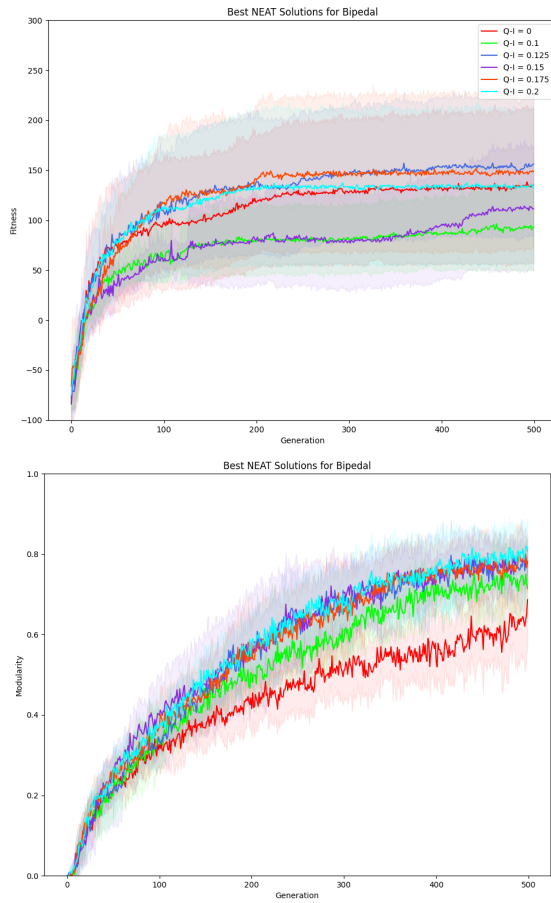 Best NEAT Solutions for Bipedal
300
250
200
150
100
50
0
−50
−100
Fitness
0
100
200
300
400
500
Generation
Q-I = 0
Q-I = 0.1
Q-I = 0.125
Q-I = 0.15
Q-I = 0.175
Q-I = 0.2
Best NEAT Solutions for Bipedal
1.0
0.8
0.6
0.4
0.2
0.0
Modularity
0
100
200
300
400
500
Generation